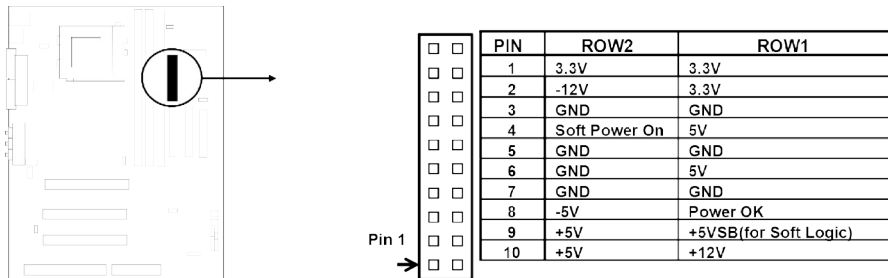 PIN ROW2 ROW1
1 3.3V 3.3V
2 -12V 3.3V
3 GND GND
4 Soft Power On 5V
5 GND GND
6 GND 5V
7 GND GND
8 -5V Power OK
9 +5V +5VSB(for Soft Logic)
10 +5V +12V
Pin 1